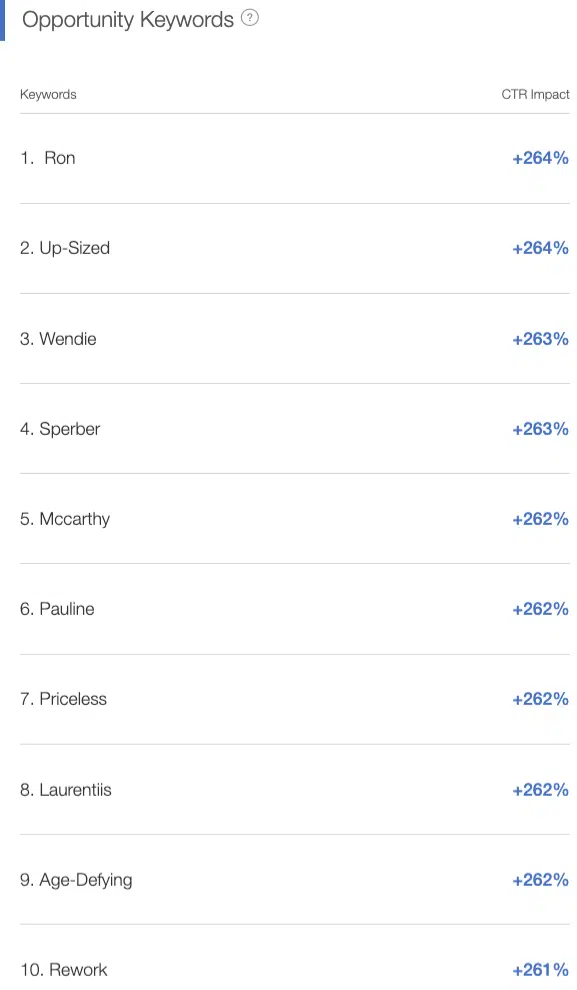 Opportunity Keywords ?
Keywords CTR Impact
1. Ron +264%
2. Up-Sized +264%
3. Wendie +263%
4. Sperber +263%
5. Mccarthy +262%
6. Pauline +262%
7. Priceless +262%
8. Laurentiis +262%
9. Age-Defying +262%
10. Rework +261%